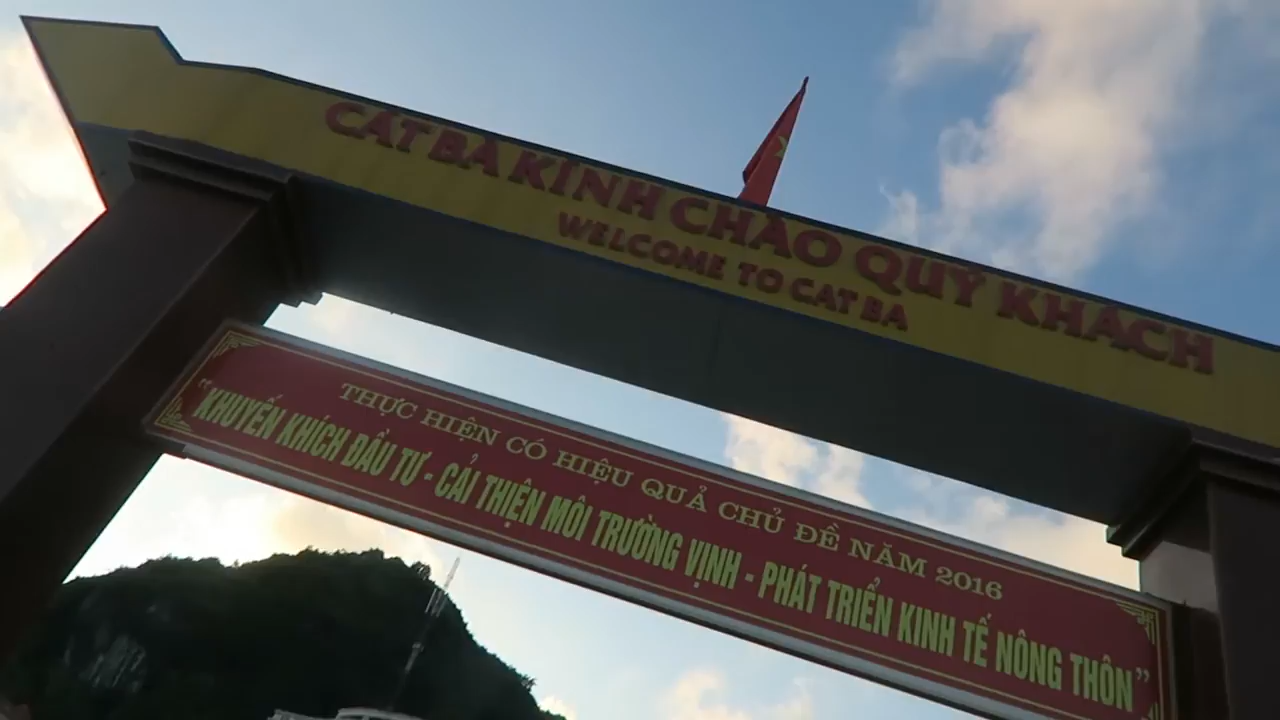 CÁT BÀ KÍNH CHÀO QUÝ KHÁCH
WELCOME TO CAT BA
THỰC HIỆN CÓ HIỆU QUẢ CHỦ ĐỀ NĂM 2016
"KHUYẾN KHÍCH ĐẦU TƯ - CẢI THIỆN MÔI TRƯỜNG VỊNH - PHÁT TRIỂN KINH TẾ NÔNG THÔN"